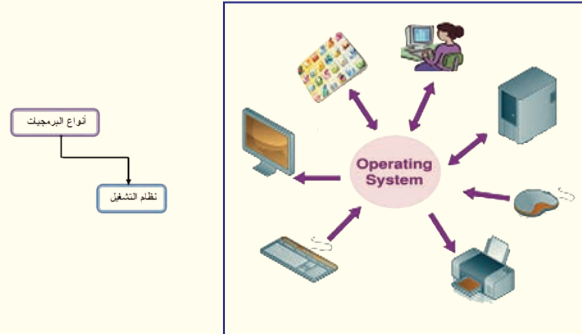 أنواع البرمجيات
نظام التشغيل
Operating
System